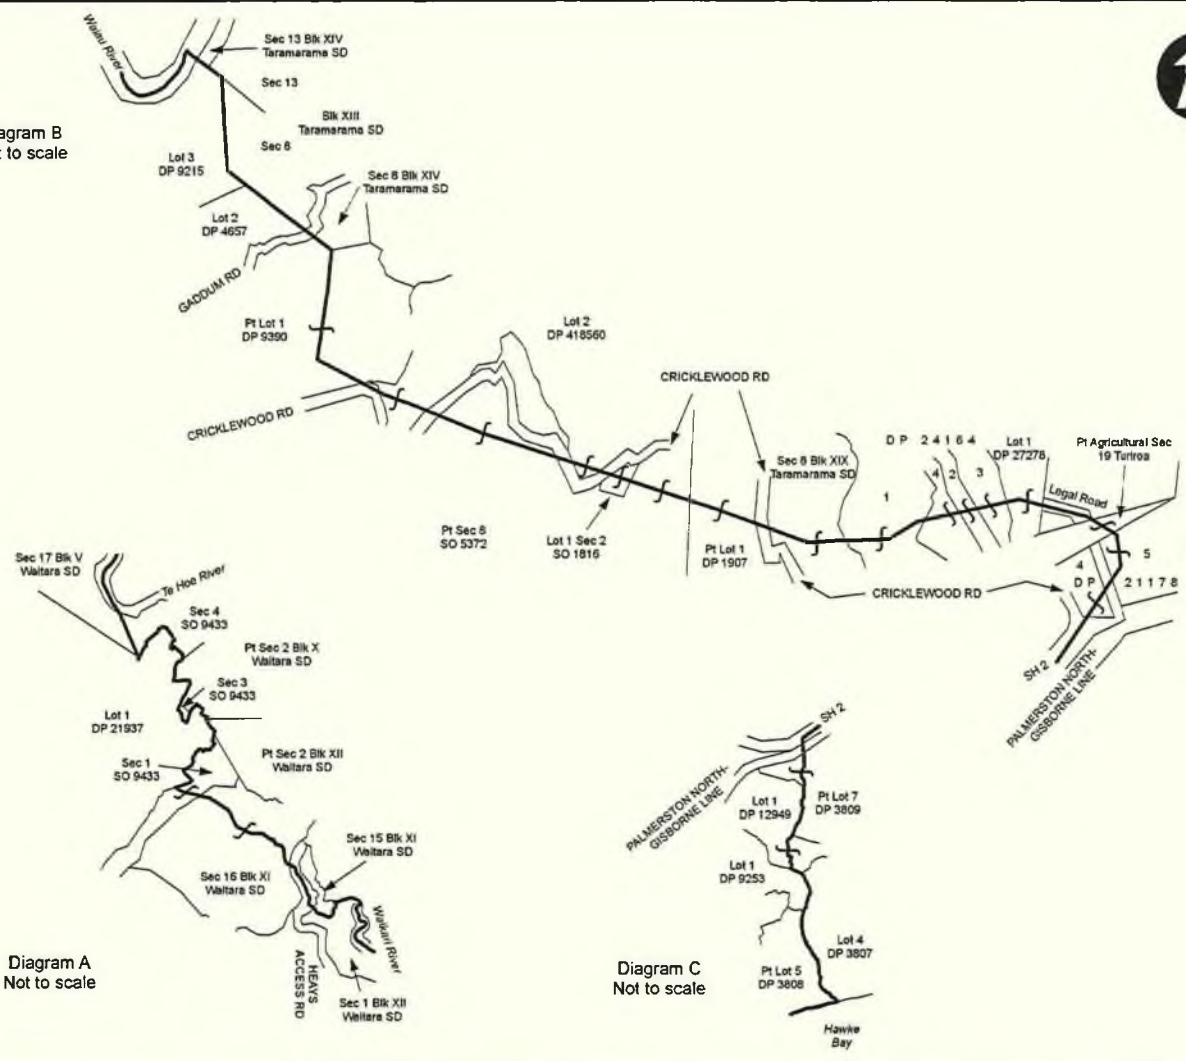 Waiau River
Sec 13 Blk XIV
Taramarama SD
Sec 13
Blk XIII
Taramarama SD
Sec 6
Lot 3
DP 9215
Sec 8 Blk XIV
Taramarama SD
Lot 2
DP 4657
GADDUM RD
Pt Lot 1
DP 9390
Lot 2
DP 418560
CRICKLEWOOD RD
CRICKLEWOOD RD
Sec 8 Blk XIX
Taramarama SD
DP 24164
1
4
2
3
Lot 1
DP 27278
Pt Agricultural Sec
19 Turiroa
Legal Road
Pt Sec 6
SO 5372
Lot 1 Sec 2
SO 1816
Pt Lot 1
DP 1907
CRICKLEWOOD RD
4
5
DP 21178
SH 2
PALMERSTON NORTH-
GISBORNE LINE
Sec 17 Blk V
Waitara SD
Te Hoe River
Sec 4
SO 9433
Pt Sec 2 Blk X
Waitara SD
Sec 3
SO 9433
Lot 1
DP 21937
Sec 1
SO 9433
Pt Sec 2 Blk XII
Waitara SD
Sec 15 Blk XI
Waitara SD
Sec 16 Blk XI
Waitara SD
Waikari River
HEAYS
ACCESS RD
Sec 1 Blk XII
Waitara SD
Diagram A
Not to scale
SH 2
PALMERSTON NORTH-
GISBORNE LINE
Lot 1
DP 12949
Pt Lot 7
DP 3809
Lot 1
DP 9253
Lot 4
DP 3807
Pt Lot 5
DP 3808
Diagram C
Not to scale
Hawke
Bay
agram B
to scale